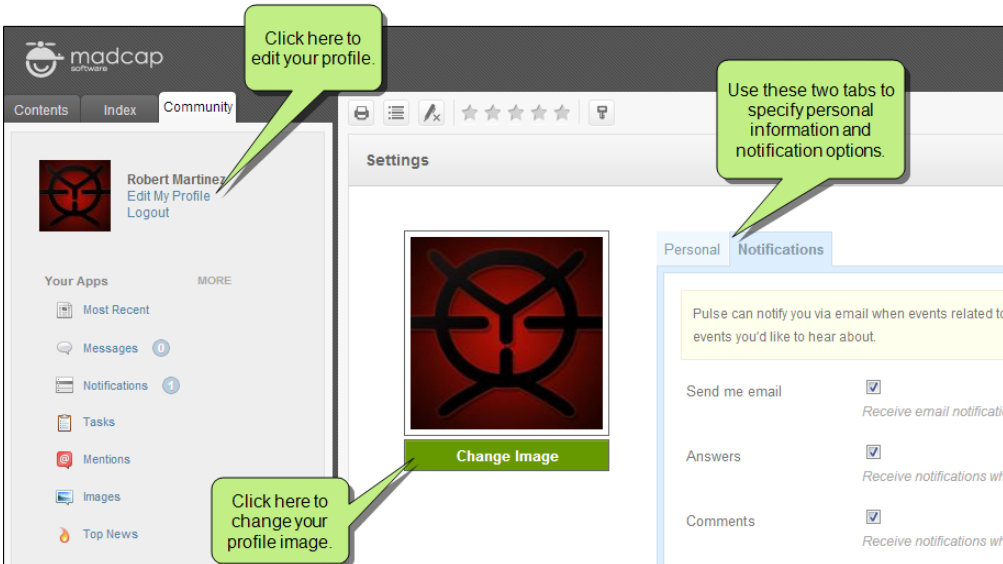 Click here to
edit your profile.
madcap
software
Contents
Index
Community
Use these two tabs to
specify personal
information and
notification options.
Settings
Robert Martinez
Edit My Profile
Logout
Personal
Notifications
Your Apps
MORE
Most Recent
Messages 0
Notifications 1
Tasks
Mentions
Images
Top News
Change Image
Click here to
change your
profile image.
Pulse can notify you via email when events related to
events you'd like to hear about.
Send me email
Receive email notificati
Answers
Receive notifications wh
Comments
Receive notifications wh